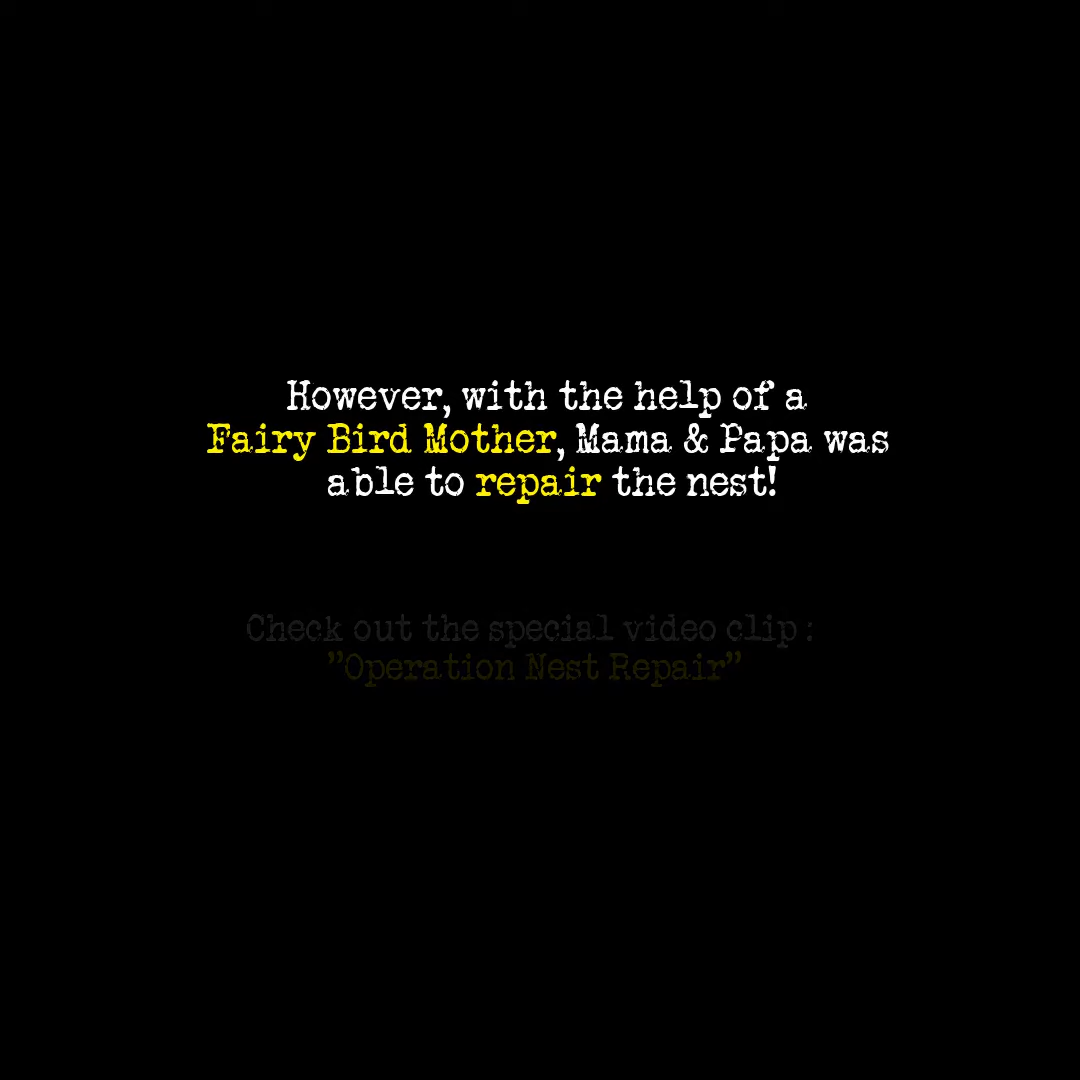 However, with the help of a
Fairy Bird Mother, Mama & Papa was
able to repair the nest!
Check out the special video clip :
"Operation Nest Repair"